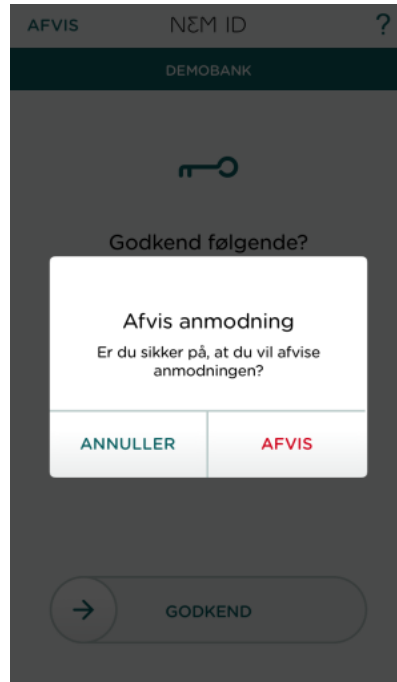 AFVIS NƐM ID ?
DEMOBANK
Godkend følgende?
Afvis anmodning
Er du sikker på, at du vil afvise
anmodningen?
ANNULLER AFVIS
GODKEND